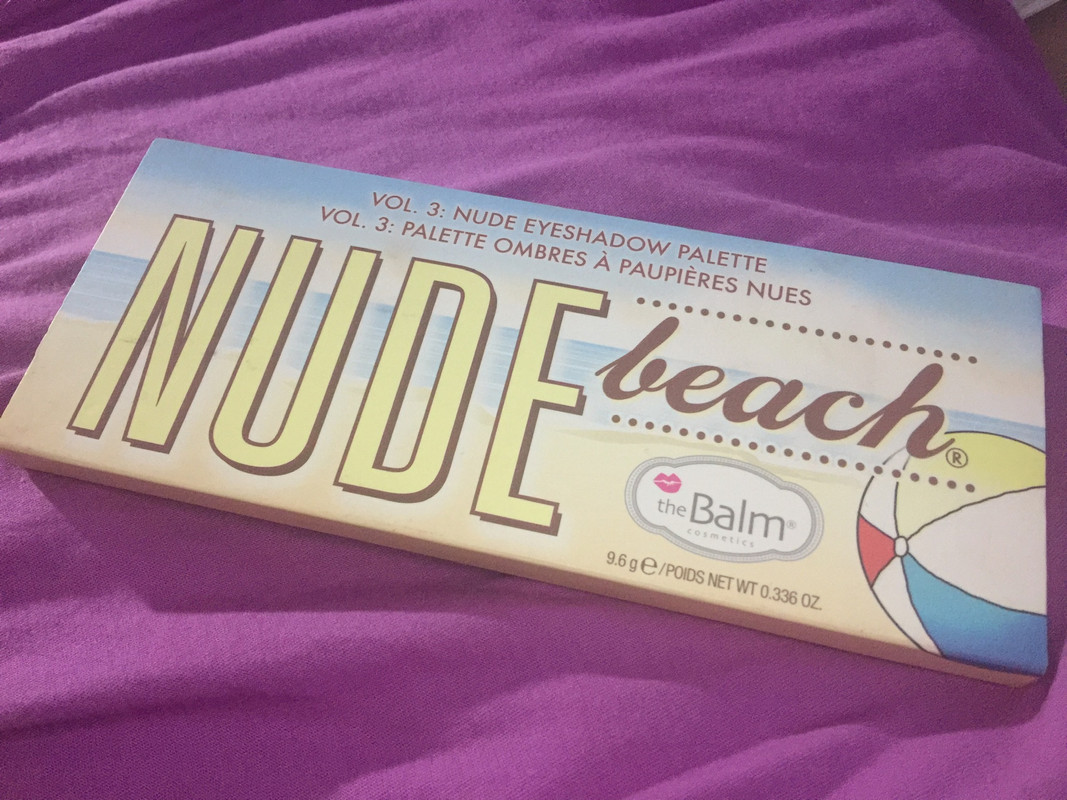 VOL. 3: NUDE EYESHADOW PALETTE
VOL. 3: PALETTE OMBRES À PAUPIÈRES NUES
NUDE
beach®
theBalm®
cosmetics
9.6 g ℮/POIDS NET WT 0.336 OZ.